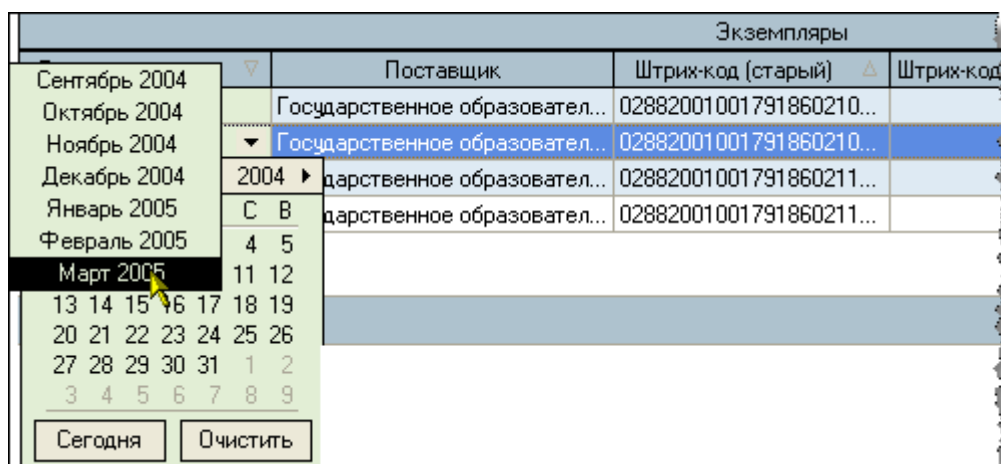 Экземпляры
Поставщик Штрих-код (старый) Штрих-код
Государственное образовател... 02882001001791860210...
Государственное образовател... 02882001001791860210...
дарственное образовател... 02882001001791860211...
дарственное образовател... 02882001001791860211...
Сентябрь 2004
Октябрь 2004
Ноябрь 2004
Декабрь 2004
Январь 2005
Февраль 2005
Март 2005
2004
С В
4 5
11 12
13 14 15 16 17 18 19
20 21 22 23 24 25 26
27 28 29 30 31 1 2
3 4 5 6 7 8 9
Сегодня Очистить